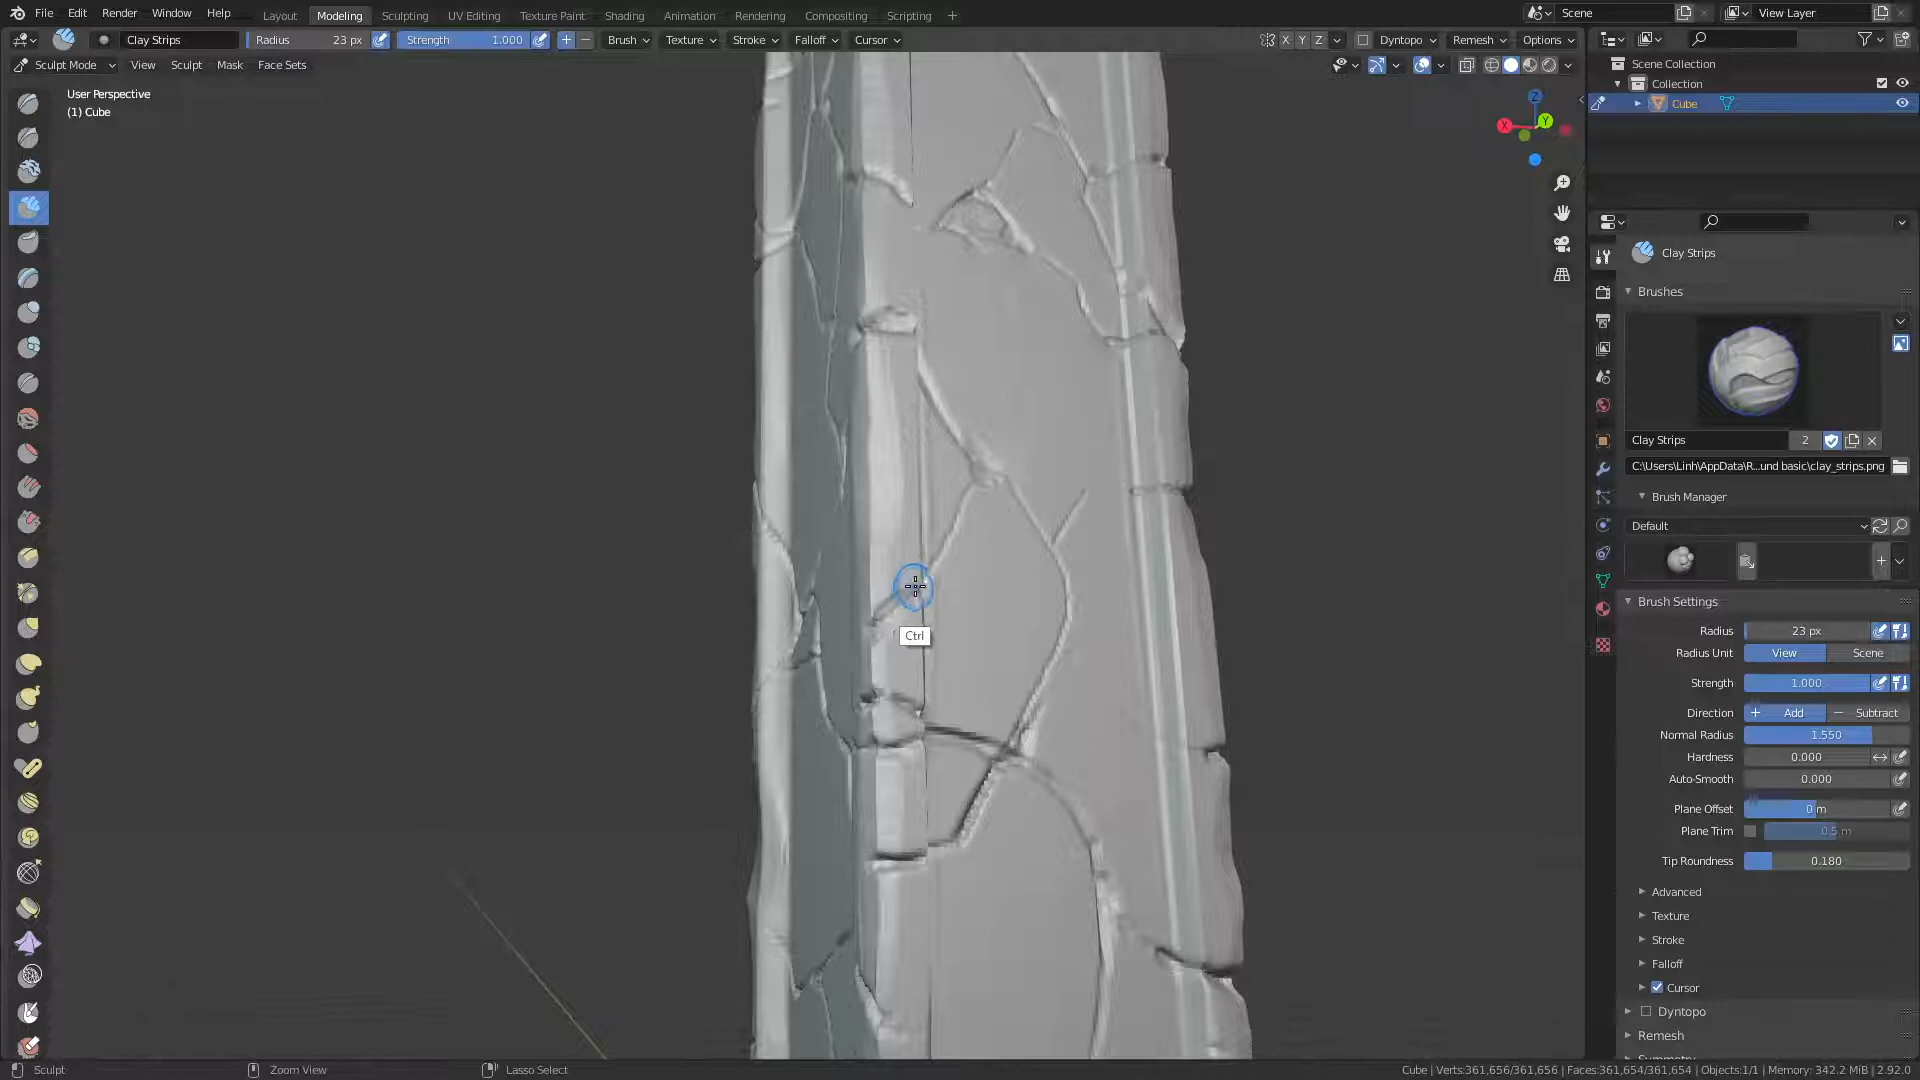 File Edit Render Window Help Layout Modeling Sculpting UV Editing Texture Paint Shading Animation Rendering Compositing Scripting + Scene View Layer
Clay Strips Radius 23 px Strength 1.000 + − Brush Texture Stroke Falloff Cursor X Y Z Dyntopo Remesh Options
Sculpt Mode View Sculpt Mask Face Sets
User Perspective
(1) Cube
Z
X Y
Ctrl
Scene Collection
Collection
Cube
Clay Strips
Brushes
Clay Strips 2
C:\Users\Linh\AppData\R...und basic\clay_strips.png
Brush Manager
Default
Brush Settings
Radius 23 px
Radius Unit View Scene
Strength 1.000
Direction + Add − Subtract
Normal Radius 1.550
Hardness 0.000
Auto-Smooth 0.000
Plane Offset 0 m
Plane Trim 0.5 m
Tip Roundness 0.180
Advanced
Texture
Stroke
Falloff
Cursor
Dyntopo
Remesh
Symmetry
Sculpt Zoom View Lasso Select Cube | Verts:361,656/361,656 | Faces:361,654/361,654 | Objects:1/1 | Memory: 342.2 MiB | 2.92.0